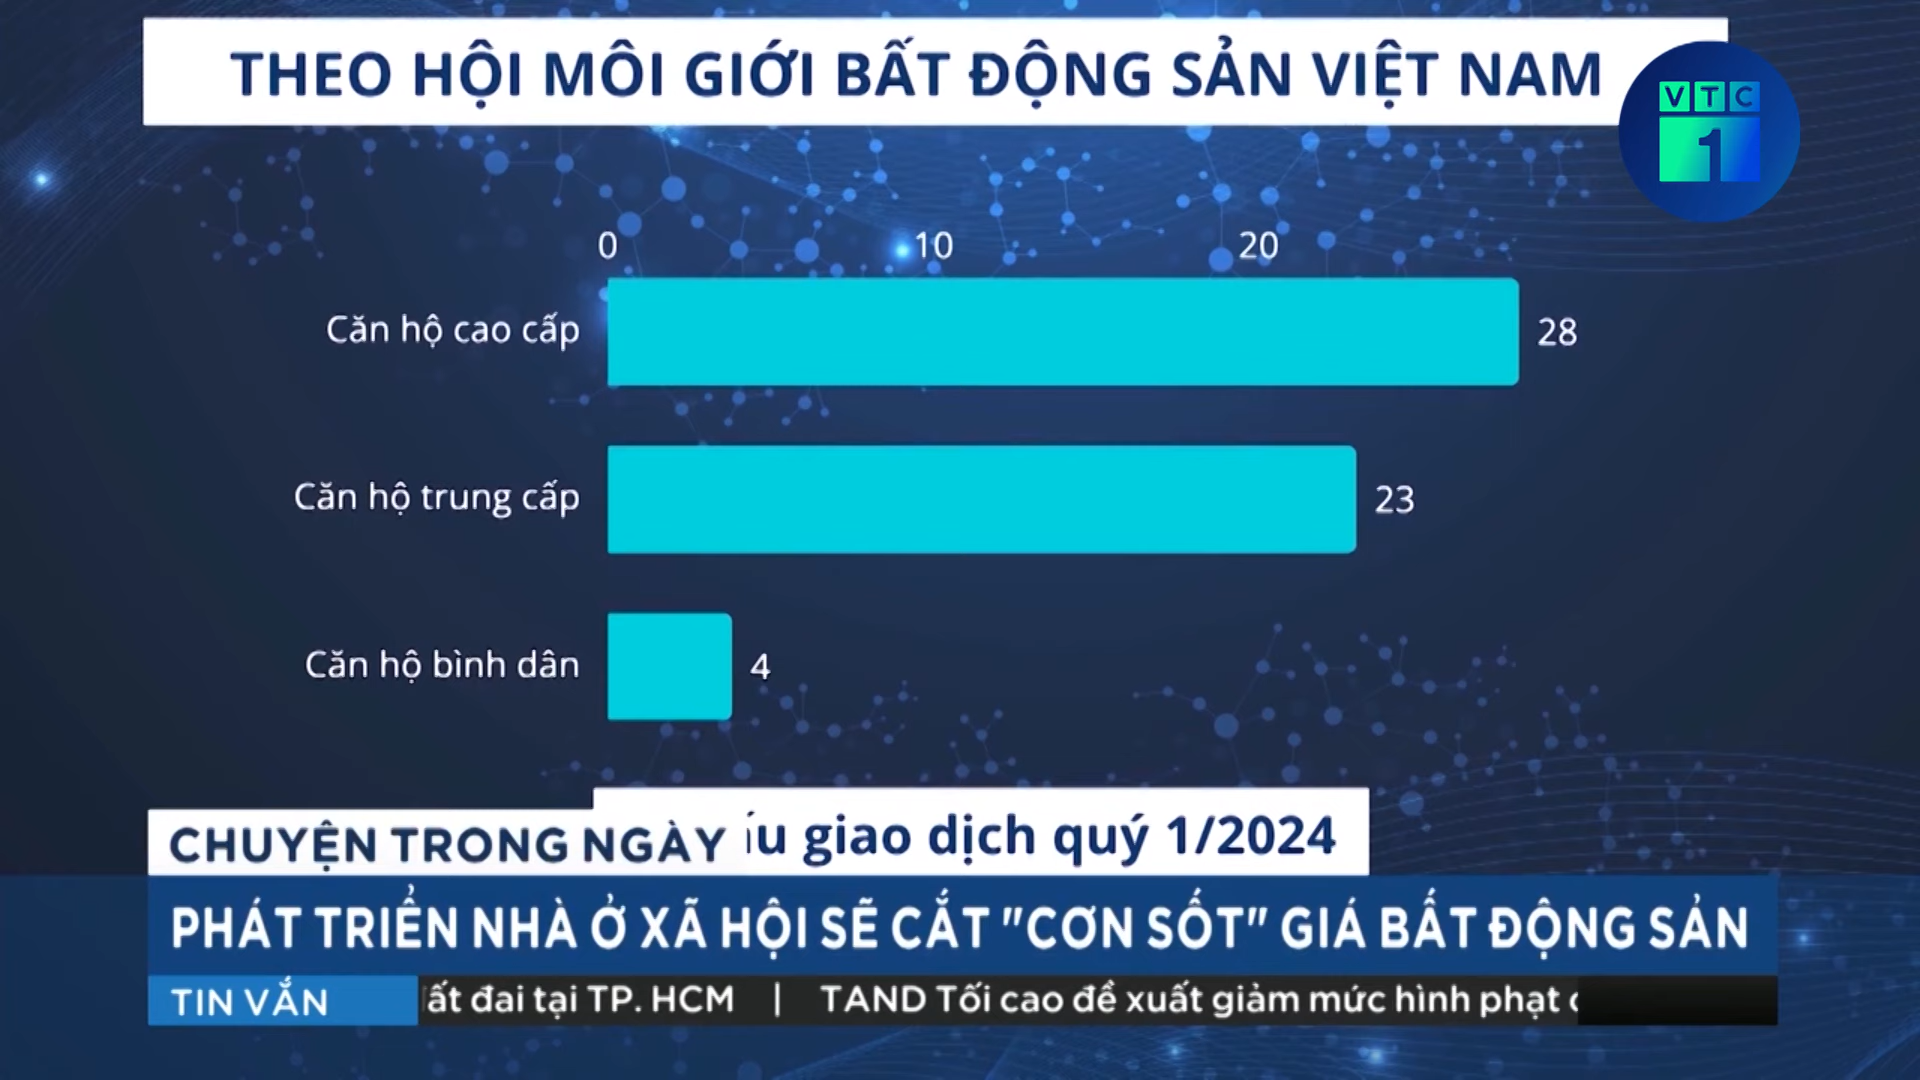 THEO HỘI MÔI GIỚI BẤT ĐỘNG SẢN VIỆT NAM
VTC
1
0 10 20
Căn hộ cao cấp 28
Căn hộ trung cấp 23
Căn hộ bình dân 4
giao dịch quý 1/2024
CHUYỆN TRONG NGÀY
PHÁT TRIỂN NHÀ Ở XÃ HỘI SẼ CẮT "CƠN SỐT" GIÁ BẤT ĐỘNG SẢN
TIN VẮN
đai tại TP. HCM | TAND Tối cao đề xuất giảm mức hình phạt